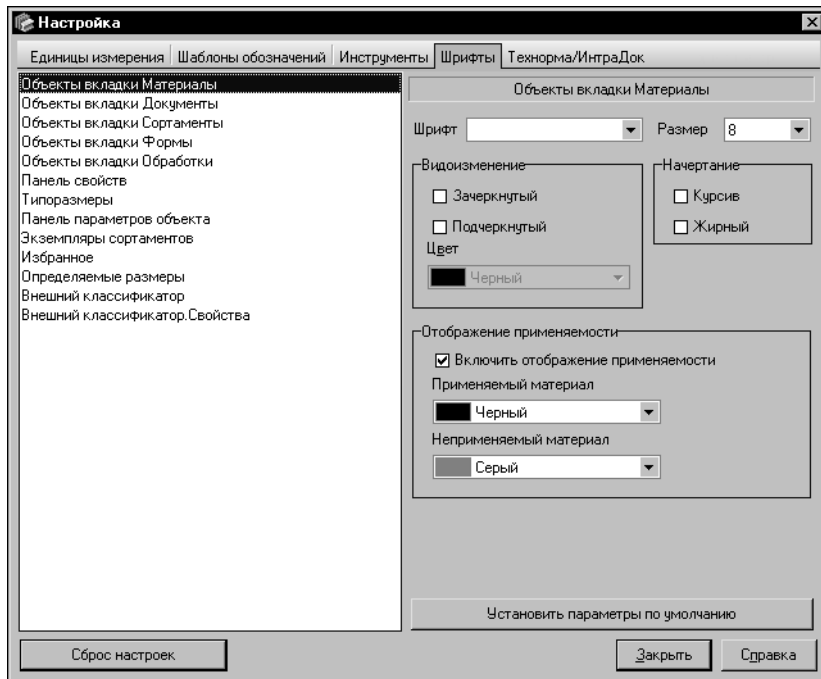 Настройка
Единицы измерения Шаблоны обозначений Инструменты Шрифты Технорма/ИнтраДок
Объекты вкладки Материалы
Объекты вкладки Документы
Объекты вкладки Сортаменты
Объекты вкладки Формы
Объекты вкладки Обработки
Панель свойств
Типоразмеры
Панель параметров объекта
Экземпляры сортаментов
Избранное
Определяемые размеры
Внешний классификатор
Внешний классификатор.Свойства
Объекты вкладки Материалы
Шрифт Размер 8
Видоизменение Начертание
Зачеркнутый Курсив
Подчеркнутый Жирный
Цвет
Черный
Отображение применяемости
Включить отображение применяемости
Применяемый материал
Черный
Неприменяемый материал
Серый
Установить параметры по умолчанию
Сброс настроек Закрыть Справка